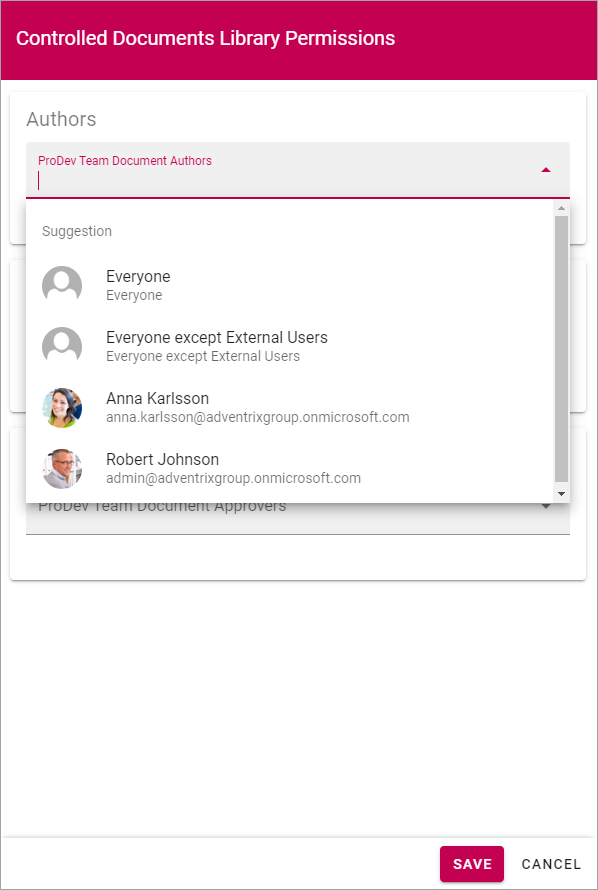 Controlled Documents Library Permissions
Authors
ProDev Team Document Authors
Suggestion
Everyone
Everyone
Everyone except External Users
Everyone except External Users
Anna Karlsson
anna.karlsson@adventrixgroup.onmicrosoft.com
Robert Johnson
admin@adventrixgroup.onmicrosoft.com
ProDev Team Document Approvers
SAVE CANCEL